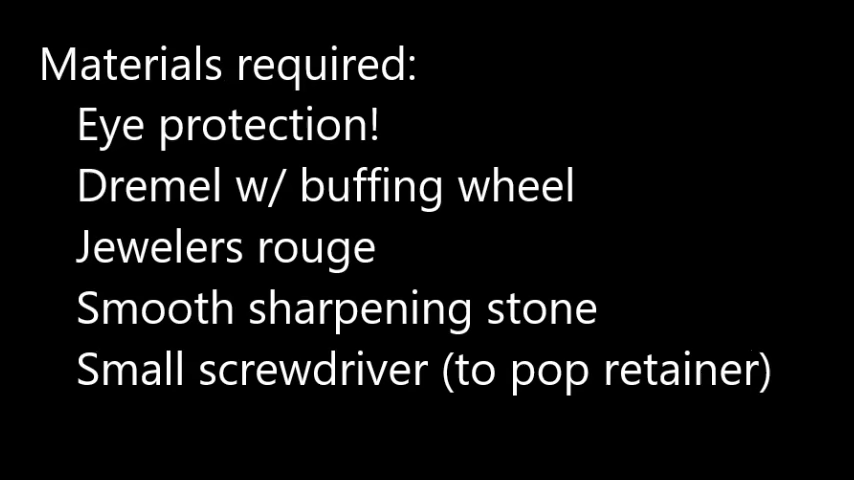 Materials required:
Eye protection!
Dremel w/ buffing wheel
Jewelers rouge
Smooth sharpening stone
Small screwdriver (to pop retainer)